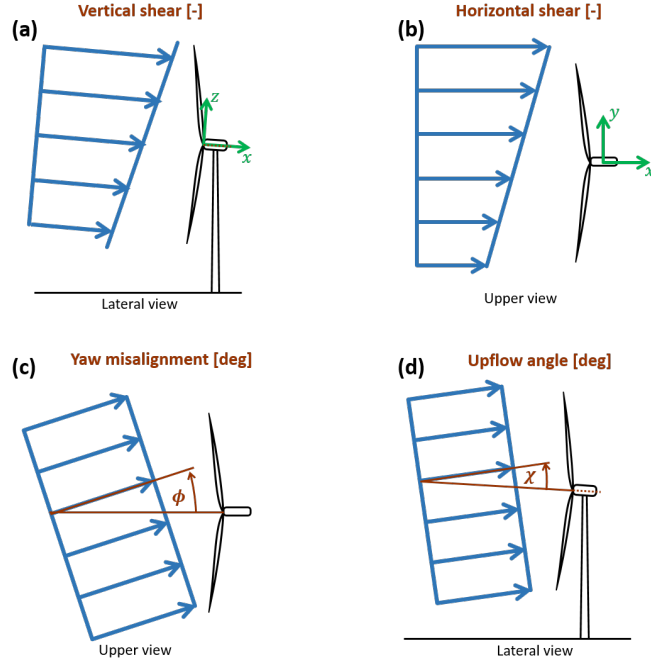 Vertical shear [-]
Horizontal shear [-]
(a)
(b)
z
x
y
x
Lateral view
Upper view
Yaw misalignment [deg]
Upflow angle [deg]
(c)
(d)
ϕ
χ
Upper view
Lateral view